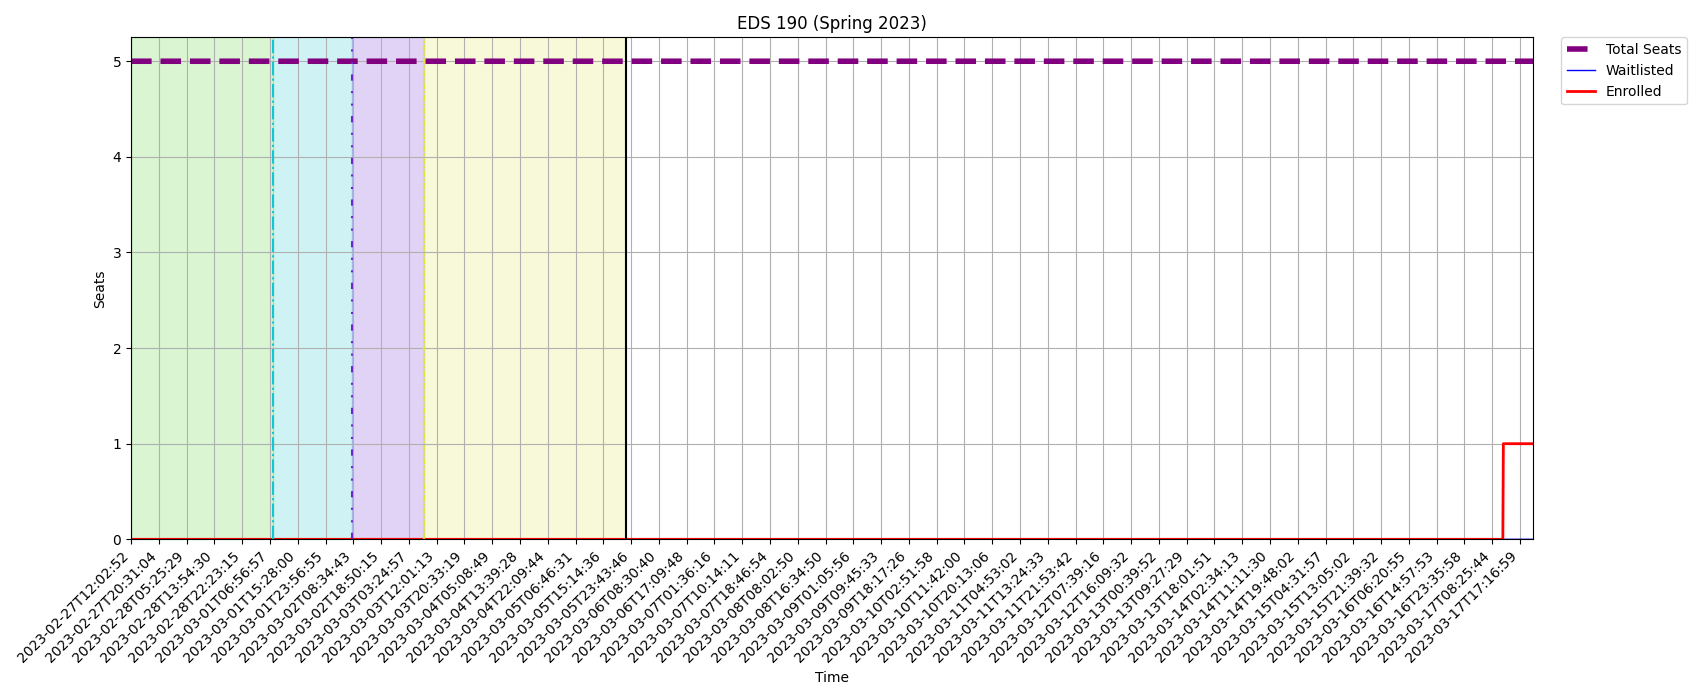 EDS 190 (Spring 2023)
Total Seats
Waitlisted
Enrolled
Seats
5
4
3
2
1
0
2023-02-27T12:02:52
2023-02-27T20:31:04
2023-02-28T05:25:29
2023-02-28T13:54:30
2023-02-28T22:23:15
2023-03-01T06:56:57
2023-03-01T15:28:00
2023-03-01T23:56:55
2023-03-02T08:34:43
2023-03-02T18:50:15
2023-03-03T03:24:57
2023-03-03T12:01:13
2023-03-03T20:33:19
2023-03-04T05:08:49
2023-03-04T13:39:28
2023-03-04T22:09:44
2023-03-05T06:46:31
2023-03-05T15:14:36
2023-03-05T23:43:46
2023-03-06T08:30:40
2023-03-06T17:09:48
2023-03-07T01:36:16
2023-03-07T10:14:11
2023-03-07T18:46:54
2023-03-08T08:02:50
2023-03-08T16:34:50
2023-03-09T01:05:56
2023-03-09T09:45:33
2023-03-09T18:17:26
2023-03-10T02:51:58
2023-03-10T11:42:00
2023-03-10T20:13:06
2023-03-11T04:53:02
2023-03-11T13:24:33
2023-03-11T21:53:42
2023-03-12T07:39:16
2023-03-12T16:09:32
2023-03-13T00:39:52
2023-03-13T09:27:29
2023-03-13T18:01:51
2023-03-14T02:34:13
2023-03-14T11:11:30
2023-03-14T19:48:02
2023-03-15T04:31:57
2023-03-15T13:05:02
2023-03-15T21:39:32
2023-03-16T06:20:55
2023-03-16T14:57:53
2023-03-16T23:35:58
2023-03-17T08:25:44
2023-03-17T17:16:59
Time